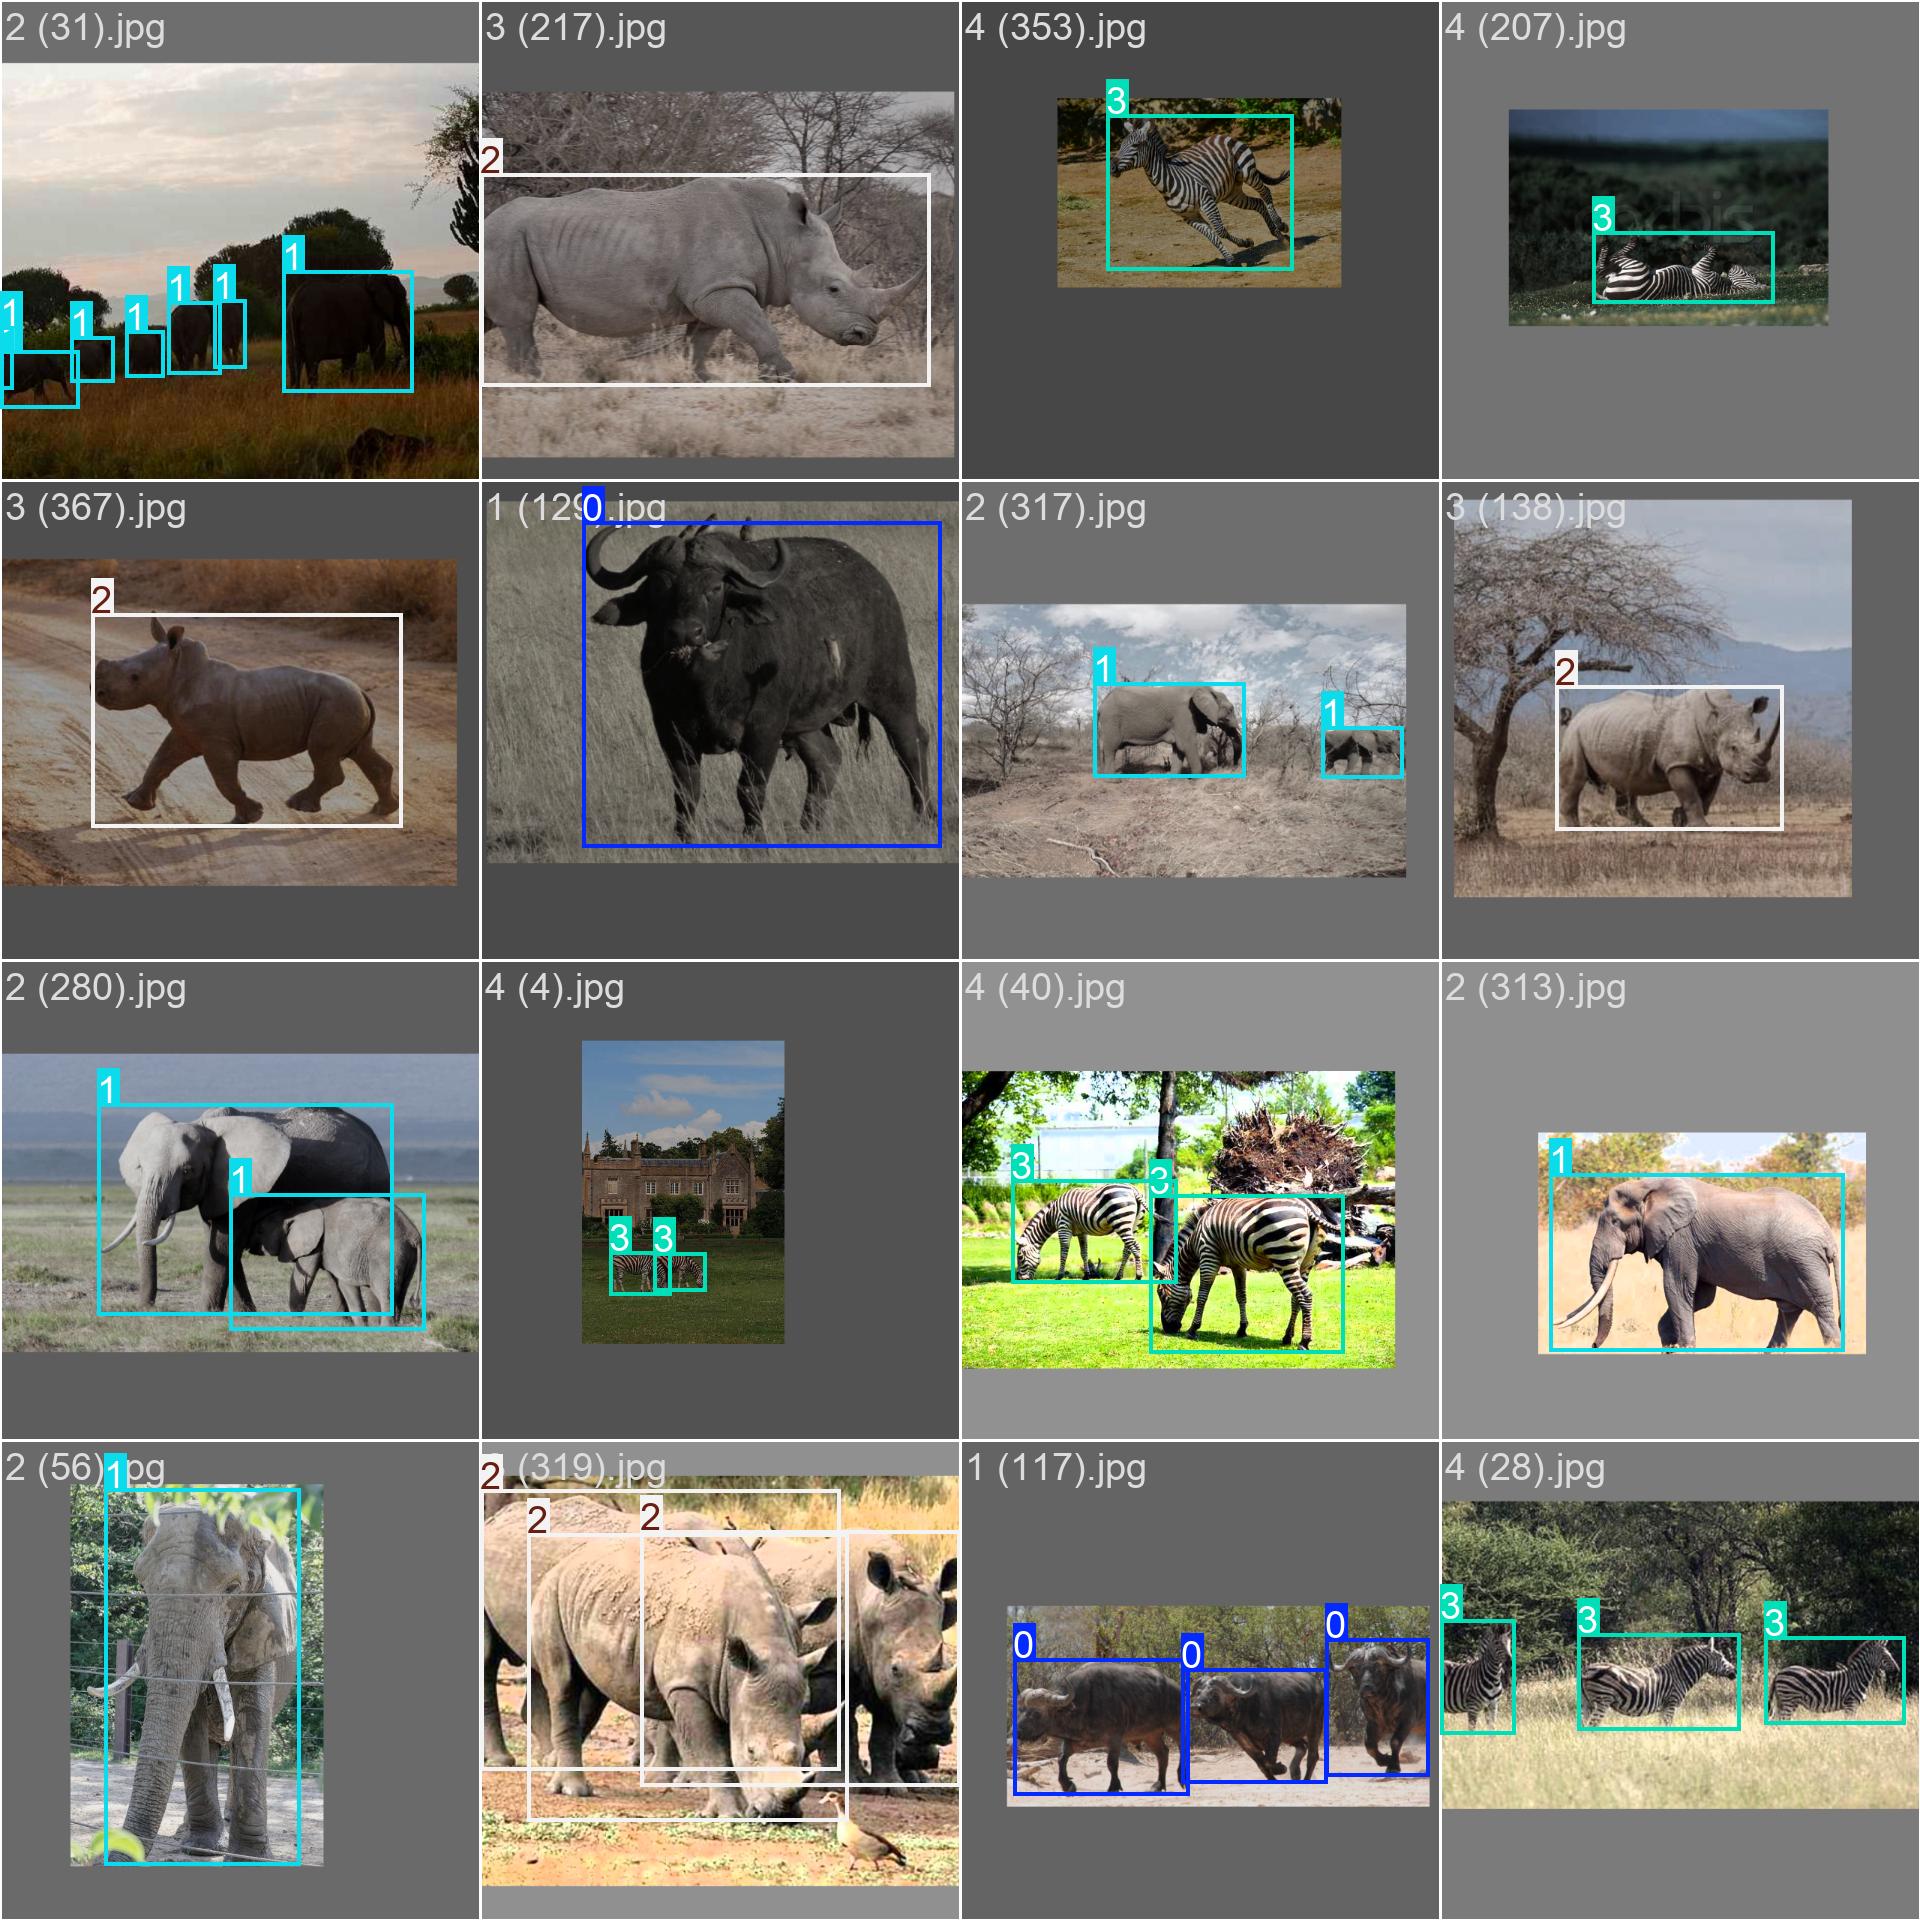 2 (31).jpg
3 (217).jpg
4 (353).jpg
4 (207).jpg
1
1
1
1
1
1
2
3
3
3 (367).jpg
1 (129).jpg
2 (317).jpg
3 (138).jpg
2
0
1
1
2
2 (280).jpg
4 (4).jpg
4 (40).jpg
2 (313).jpg
1
1
3
3
3
3
1
2 (56).jpg
(319).jpg
1 (117).jpg
4 (28).jpg
1
2
2
2
0
0
0
3
3
3